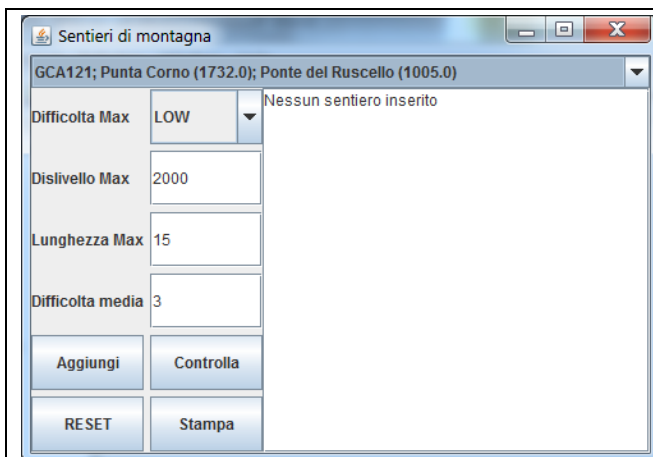 Sentieri di montagna
GCA121; Punta Corno (1732.0); Ponte del Ruscello (1005.0)
Difficolta Max LOW
Nessun sentiero inserito
Dislivello Max 2000
Lunghezza Max 15
Difficolta media 3
Aggiungi Controlla
RESET Stampa